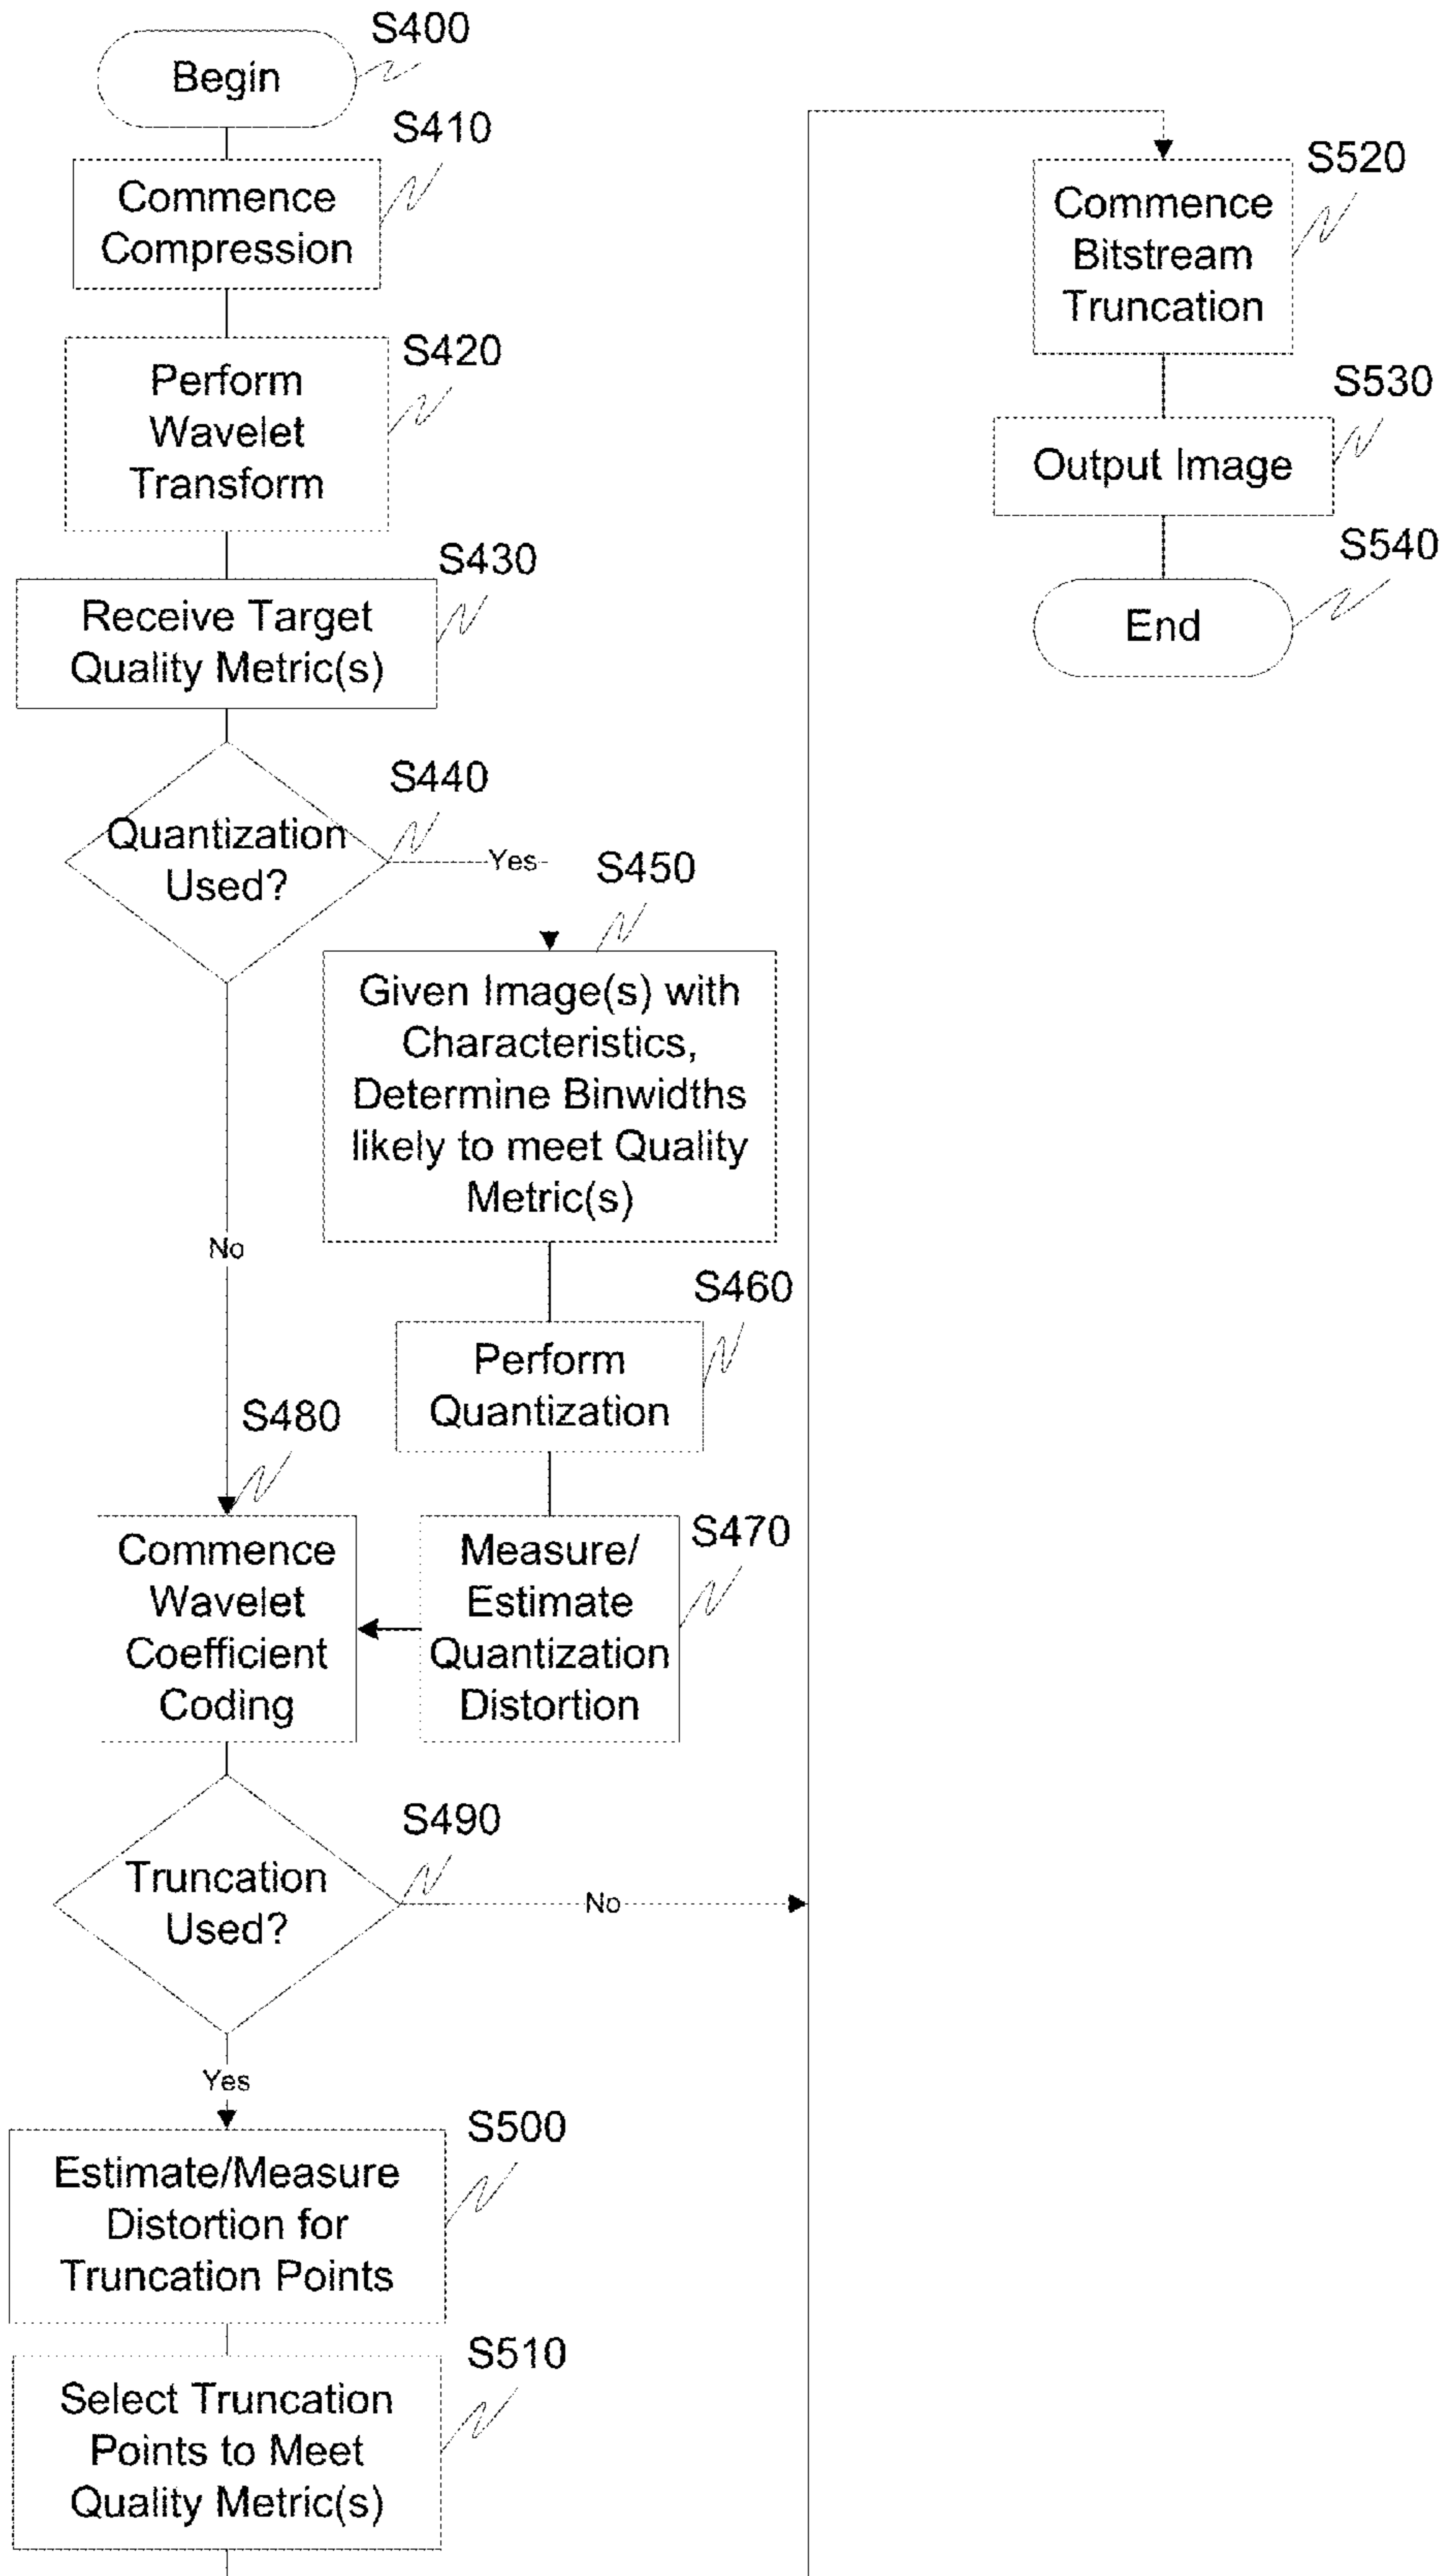 S400
Begin
S410
Commence
Compression
S420
Perform
Wavelet
Transform
S430
Receive Target
Quality Metric(s)
S440
Quantization
Used?
Yes
S450
Given Image(s) with
Characteristics,
Determine Binwidths
likely to meet Quality
Metric(s)
No
S460
Perform
Quantization
S470
Measure/
Estimate
Quantization
Distortion
S480
Commence
Wavelet
Coefficient
Coding
S490
Truncation
Used?
No
Yes
S500
Estimate/Measure
Distortion for
Truncation Points
S510
Select Truncation
Points to Meet
Quality Metric(s)
S520
Commence
Bitstream
Truncation
S530
Output Image
S540
End